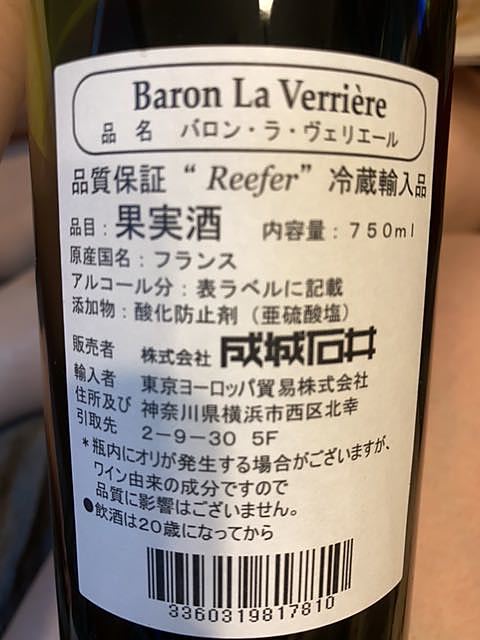 Baron La Verrière
品 名 バロン・ラ・ヴェリエール
品質保証 “ Reefer” 冷蔵輸入品
品目：果実酒 内容量：７５０ml
原産国名：フランス
アルコール分：表ラベルに記載
添加物：酸化防止剤（亜硫酸塩）
販売者 株式会社 成城石井
輸入者 東京ヨーロッパ貿易株式会社
住所及び 神奈川県横浜市西区北幸
引取先 ２－９－３０ ５F
＊瓶内にオリが発生する場合がございますが、
ワイン由来の成分ですので
品質に影響はございません。
●飲酒は２０歳になってから
3360319817810